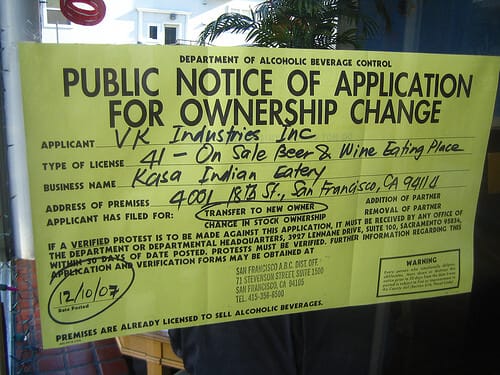 DEPARTMENT OF ALCOHOLIC BEVERAGE CONTROL
PUBLIC NOTICE OF APPLICATION
FOR OWNERSHIP CHANGE
APPLICANT VK Industries Inc
TYPE OF LICENSE 41 - On Sale Beer & Wine Eating Place
BUSINESS NAME Kasa Indian Eatery
ADDRESS OF PREMISES 4001 18th St., San Francisco, CA 94114
APPLICANT HAS FILED FOR: TRANSFER TO NEW OWNER ADDITION OF PARTNER
CHANGE IN STOCK OWNERSHIP REMOVAL OF PARTNER
IF A VERIFIED PROTEST IS TO BE MADE AGAINST THIS APPLICATION, IT MUST BE RECEIVED BY ANY OFFICE OF
THE DEPARTMENT OR DEPARTMENTAL HEADQUARTERS, 3927 LENNANE DRIVE, SUITE 100, SACRAMENTO 95834,
WITHIN 30 DAYS OF DATE POSTED. PROTESTS MUST BE VERIFIED. FURTHER INFORMATION REGARDING THIS
APPLICATION AND VERIFICATION FORMS MAY BE OBTAINED AT
SAN FRANCISCO A.B.C. DIST. OFF.
71 STEVENSON STREET, SUITE 1500
SAN FRANCISCO, CA 94105
TEL. 415-356-6500
12/10/07
Date Posted
WARNING
PREMISES ARE ALREADY LICENSED TO SELL ALCOHOLIC BEVERAGES.